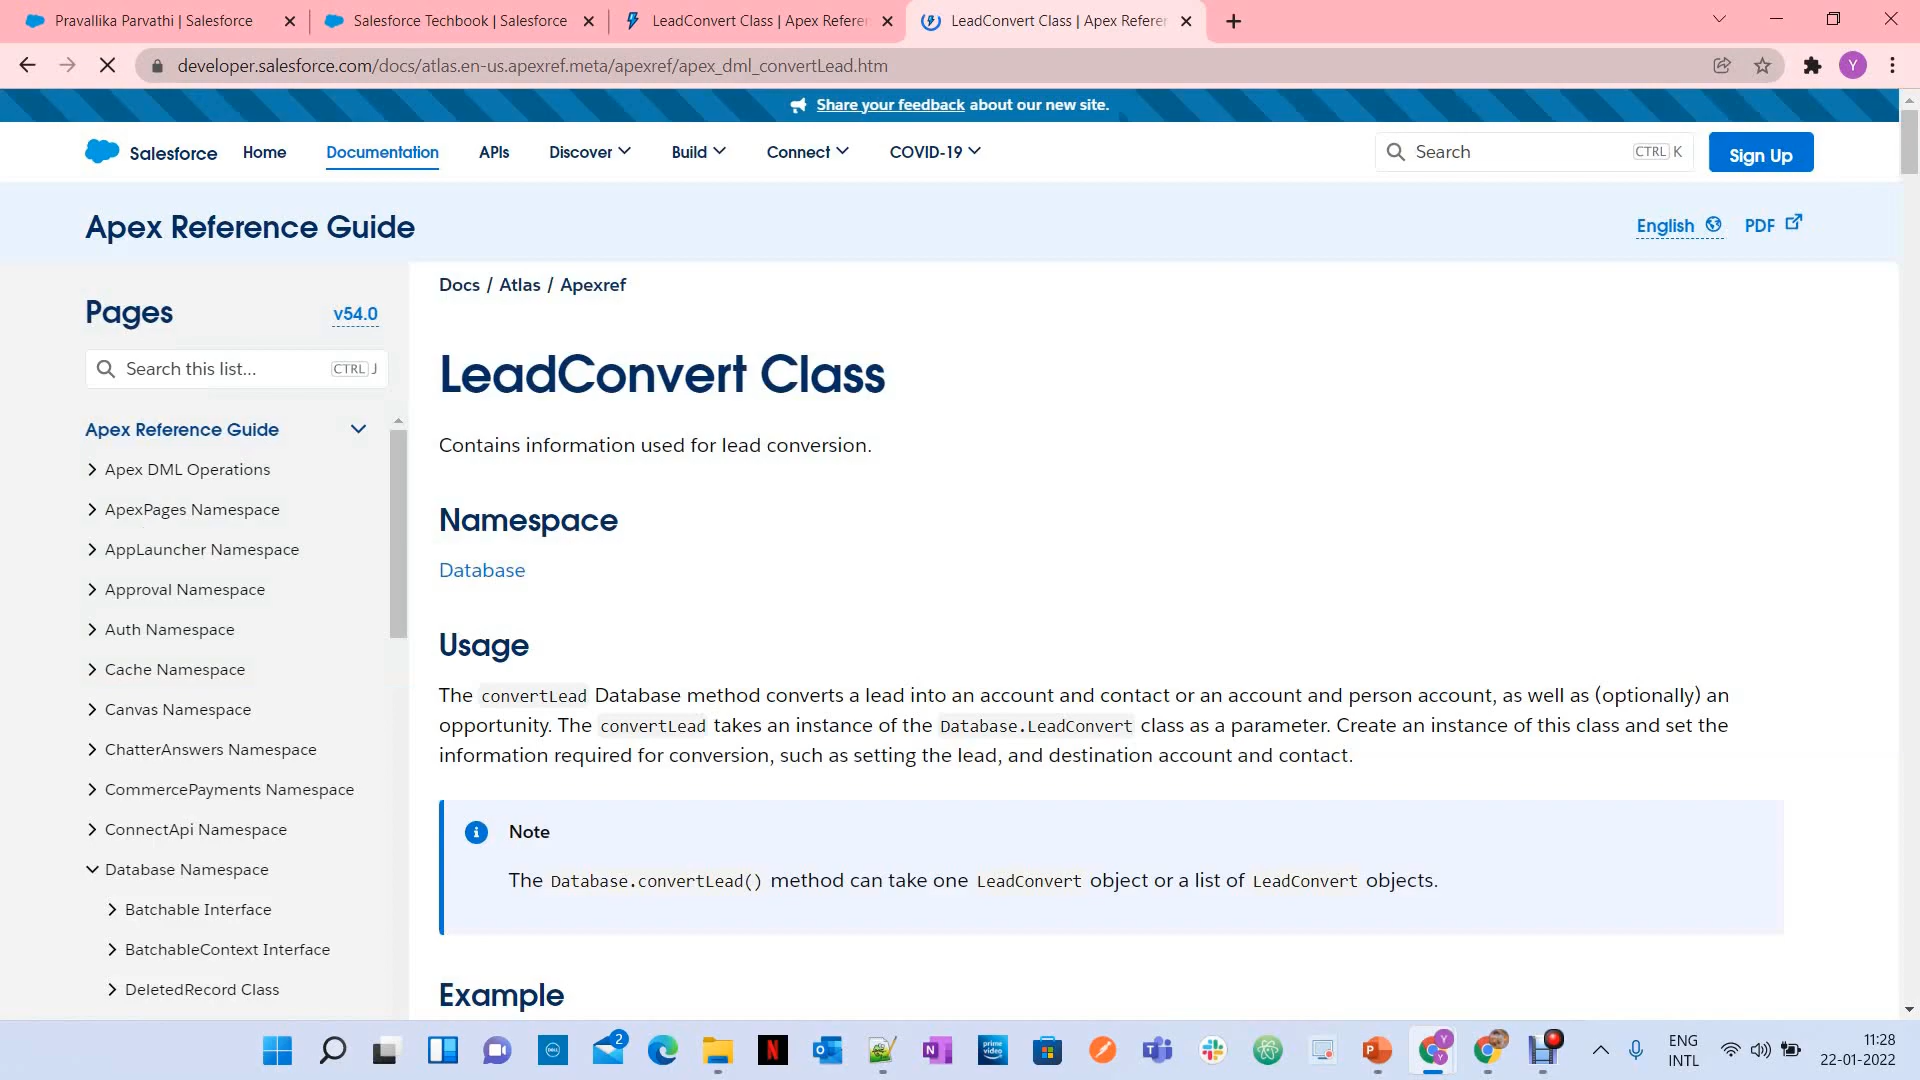 Pravallika Parvathi | Salesforce
Salesforce Techbook | Salesforce
LeadConvert Class | Apex Referen
LeadConvert Class | Apex Referen
developer.salesforce.com/docs/atlas.en-us.apexref.meta/apexref/apex_dml_convertLead.htm
Y
Share your feedback about our new site.
Salesforce
Home
Documentation
APIs
Discover
Build
Connect
COVID-19
Search
CTRL K
Sign Up
Apex Reference Guide
English
PDF
Pages
v54.0
Search this list...
CTRL J
Apex Reference Guide
Apex DML Operations
ApexPages Namespace
AppLauncher Namespace
Approval Namespace
Auth Namespace
Cache Namespace
Canvas Namespace
ChatterAnswers Namespace
CommercePayments Namespace
ConnectApi Namespace
Database Namespace
Batchable Interface
BatchableContext Interface
DeletedRecord Class
Docs / Atlas / Apexref
LeadConvert Class
Contains information used for lead conversion.
Namespace
Database
Usage
The convertLead Database method converts a lead into an account and contact or an account and person account, as well as (optionally) an
opportunity. The convertLead takes an instance of the Database.LeadConvert class as a parameter. Create an instance of this class and set the
information required for conversion, such as setting the lead, and destination account and contact.
Note
The Database.convertLead() method can take one LeadConvert object or a list of LeadConvert objects.
Example
2
prime video
ENG
INTL
11:28
22-01-2022